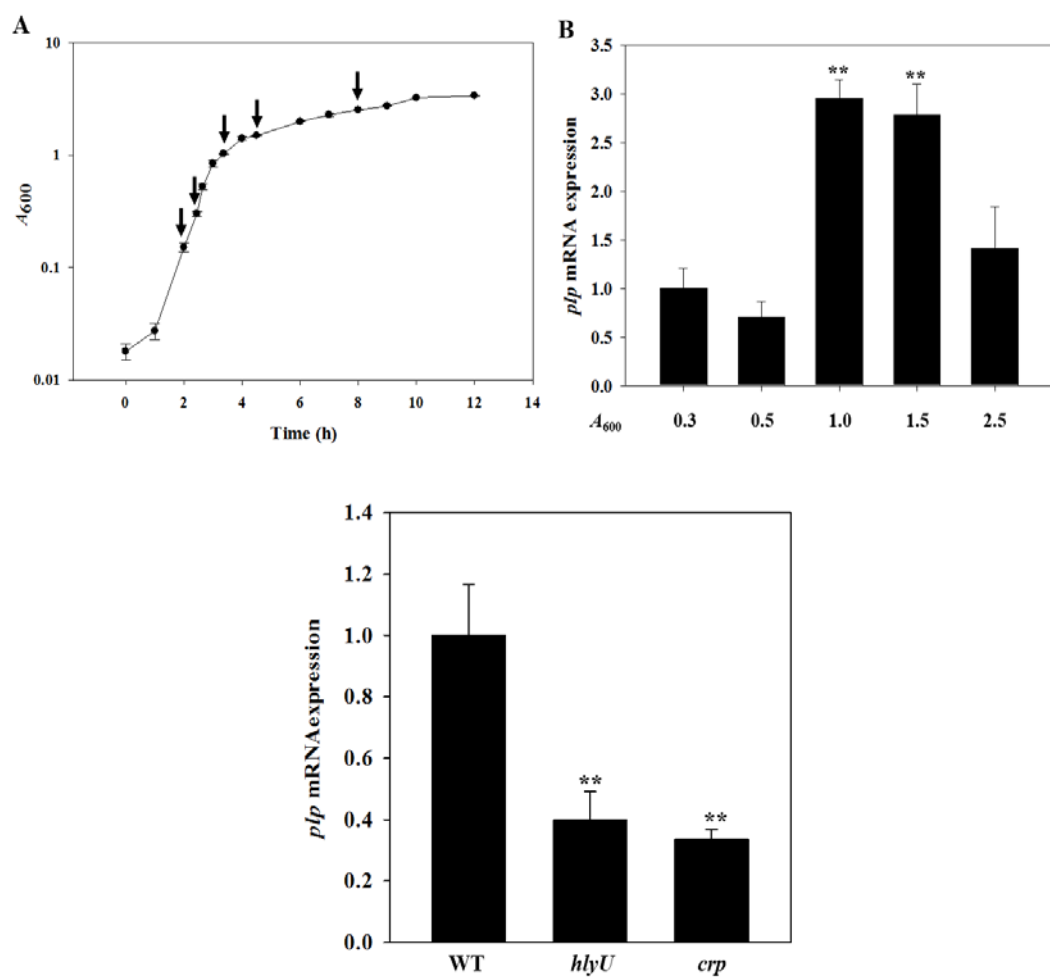 A
10
1
0.1
0.01
A600
0 2 4 6 8 10 12 14
Time (h)
B
3.5
3.0
2.5
2.0
1.5
1.0
0.5
0.0
plp mRNA expression
** **
A600 0.3 0.5 1.0 1.5 2.5
1.4
1.2
1.0
0.8
0.6
0.4
0.2
0.0
plp mRNAexpression
**
**
WT hlyU crp